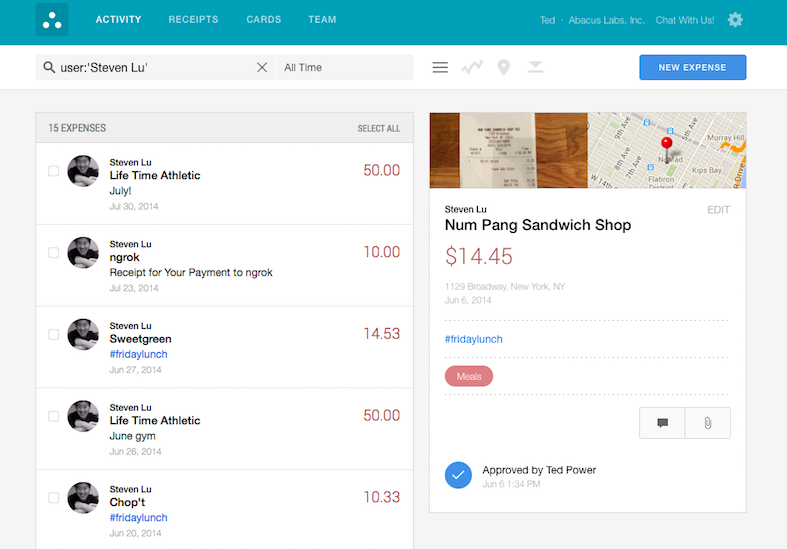 ACTIVITY RECEIPTS CARDS TEAM
Ted · Abacus Labs, Inc. Chat With Us!
user:'Steven Lu'
All Time
NEW EXPENSE
15 EXPENSES
SELECT ALL
Steven Lu
Life Time Athletic
50.00
July!
Jul 30, 2014
Steven Lu
ngrok
10.00
Receipt for Your Payment to ngrok
Jul 23, 2014
Steven Lu
Sweetgreen
14.53
#fridaylunch
Jun 27, 2014
Steven Lu
Life Time Athletic
50.00
June gym
Jun 26, 2014
Steven Lu
Chop't
10.33
#fridaylunch
Jun 20, 2014
9th Ave
8th Ave
7th Ave
5th Ave
Murray Hill
Nomad
Kips Bay
Flatiron
District
W 14th
Steven Lu
EDIT
Num Pang Sandwich Shop
$14.45
1129 Broadway, New York, NY
Jun 6, 2014
#fridaylunch
Meals
Approved by Ted Power
Jun 6 1:34 PM